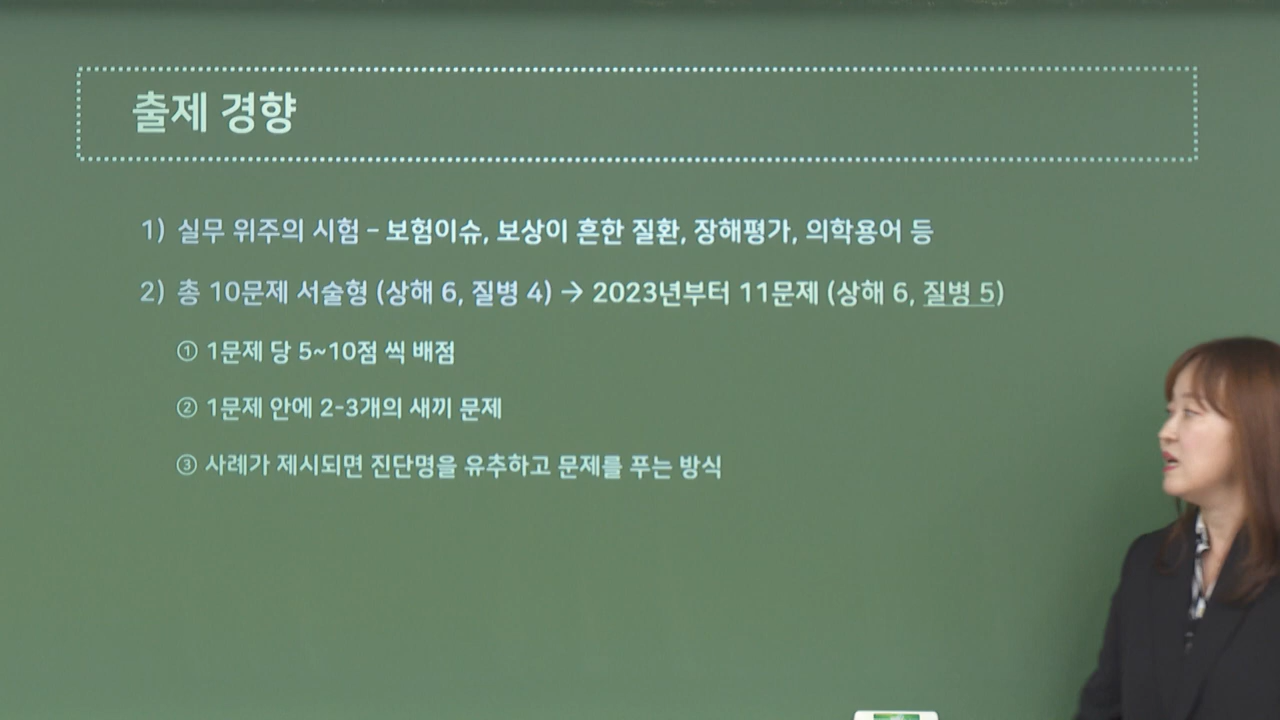 출제 경향
1) 실무 위주의 시험 – 보험이슈, 보상이 흔한 질환, 장해평가, 의학용어 등
2) 총 10문제 서술형 (상해 6, 질병 4) → 2023년부터 11문제 (상해 6, 질병 5)
① 1문제 당 5~10점 씩 배점
② 1문제 안에 2-3개의 새끼 문제
③ 사례가 제시되면 진단명을 유추하고 문제를 푸는 방식